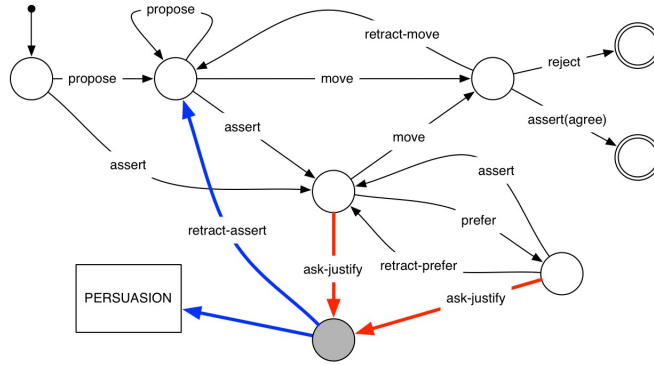 propose
retract-move
propose
move
reject
assert
move
assert(agree)
assert
assert
prefer
retract-assert
retract-prefer
ask-justify
PERSUASION
ask-justify